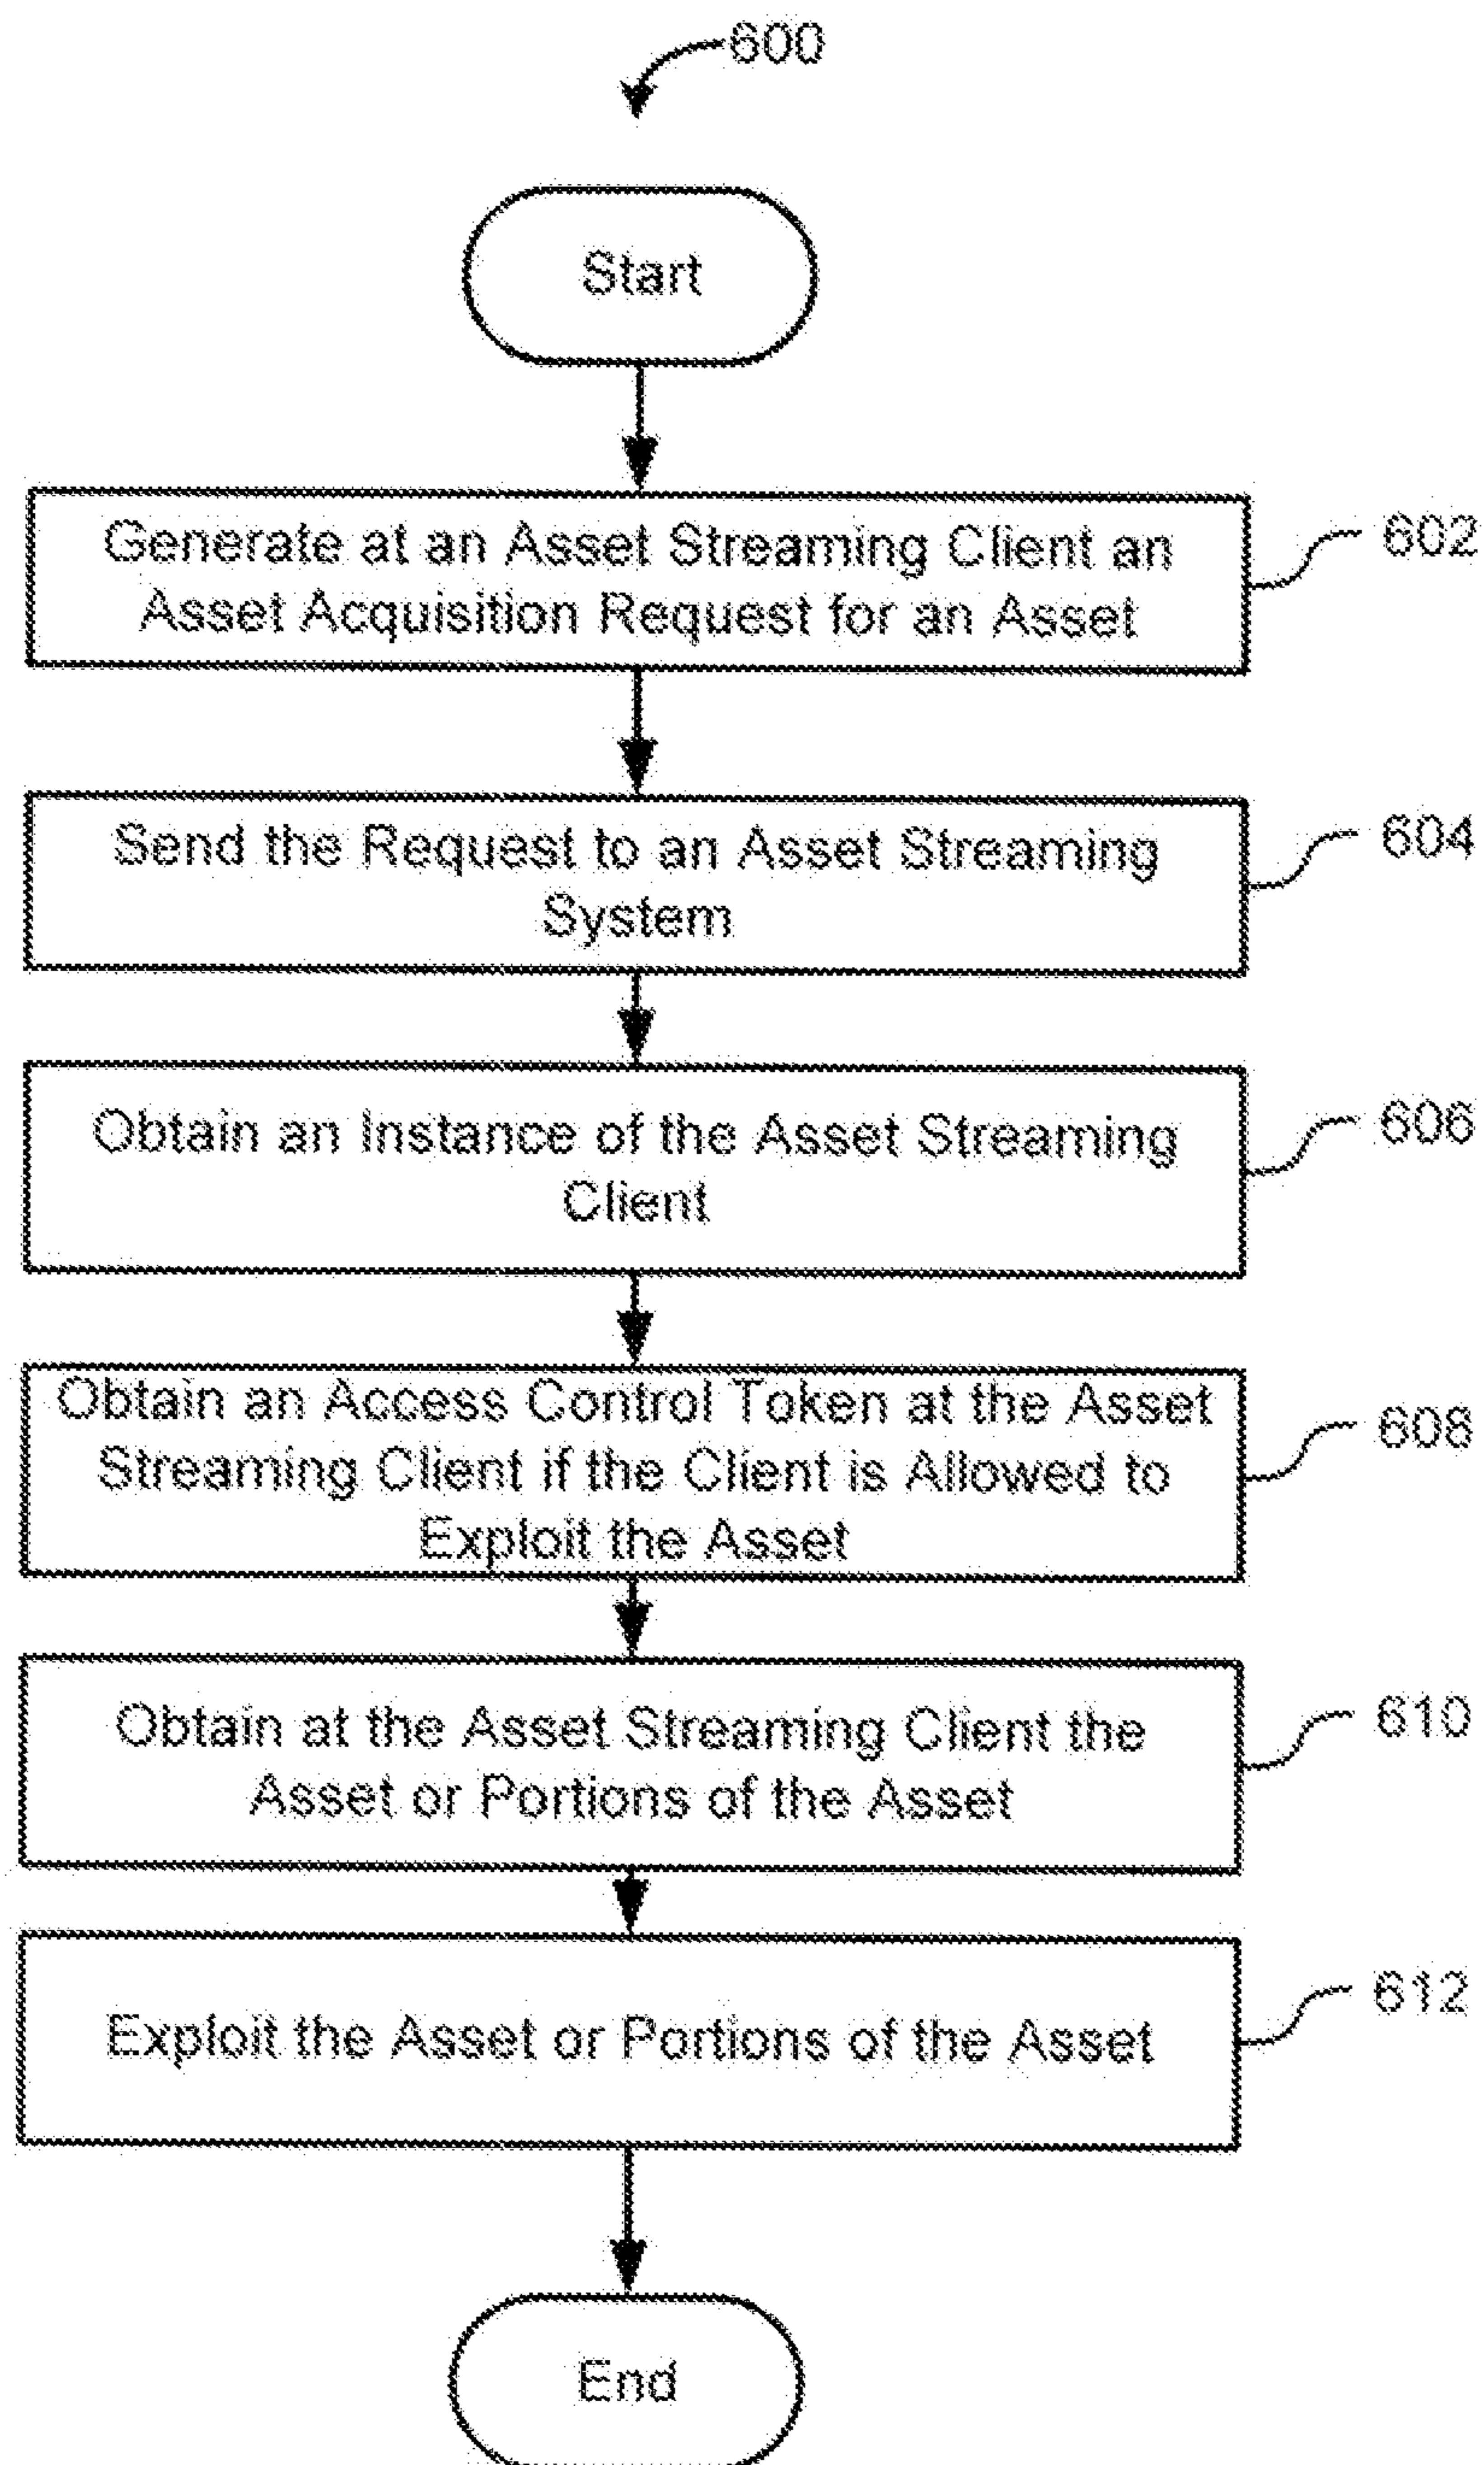 600
Start
Generate at an Asset Streaming Client an
Asset Acquisition Request for an Asset
602
Send the Request to an Asset Streaming
System
604
Obtain an Instance of the Asset Streaming
Client
606
Obtain an Access Control Token at the Asset
Streaming Client if the Client is Allowed to
Exploit the Asset
608
Obtain at the Asset Streaming Client the
Asset or Portions of the Asset
610
Exploit the Asset or Portions of the Asset
612
End